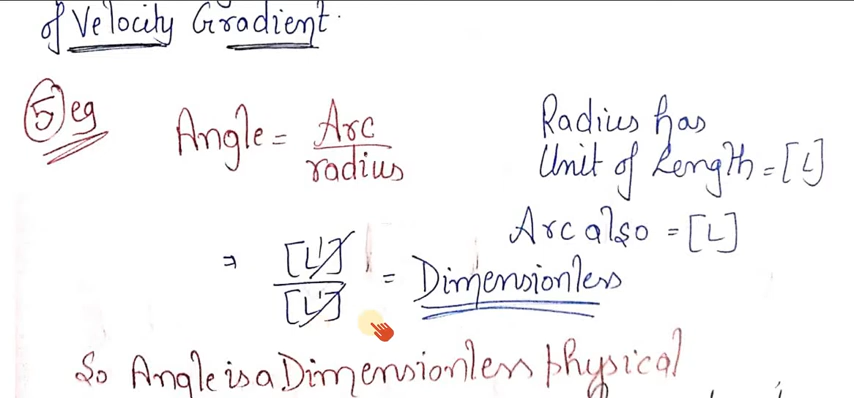 of Velocity Gradient.
5 eg
Angle = Arc / radius
Radius has
Unit of Length = [L]
Arc also = [L]
⇒ [L] / [L] = Dimensionless
So Angle is a Dimensionless physical